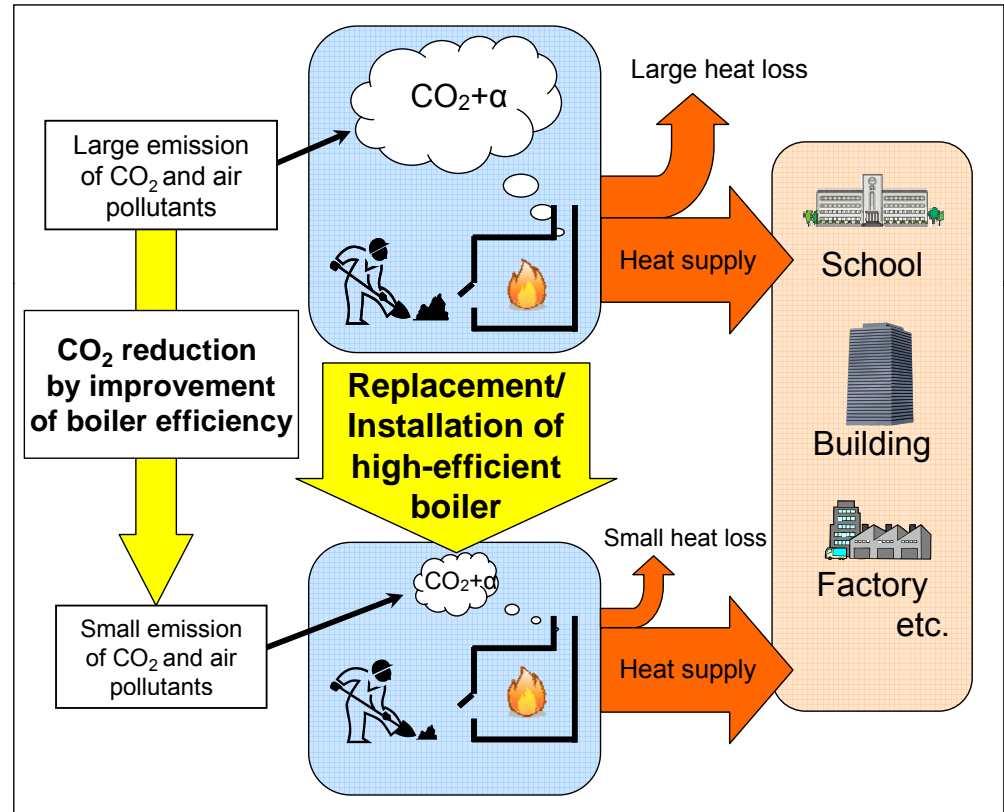 CO₂+α
Large heat loss
Large emission
of CO₂ and air
pollutants
Heat supply
School
CO₂ reduction
by improvement
of boiler efficiency
Replacement/
Installation of
high-efficient
boiler
Building
Small heat loss
CO₂+α
Factory
etc.
Small emission
of CO₂ and air
pollutants
Heat supply